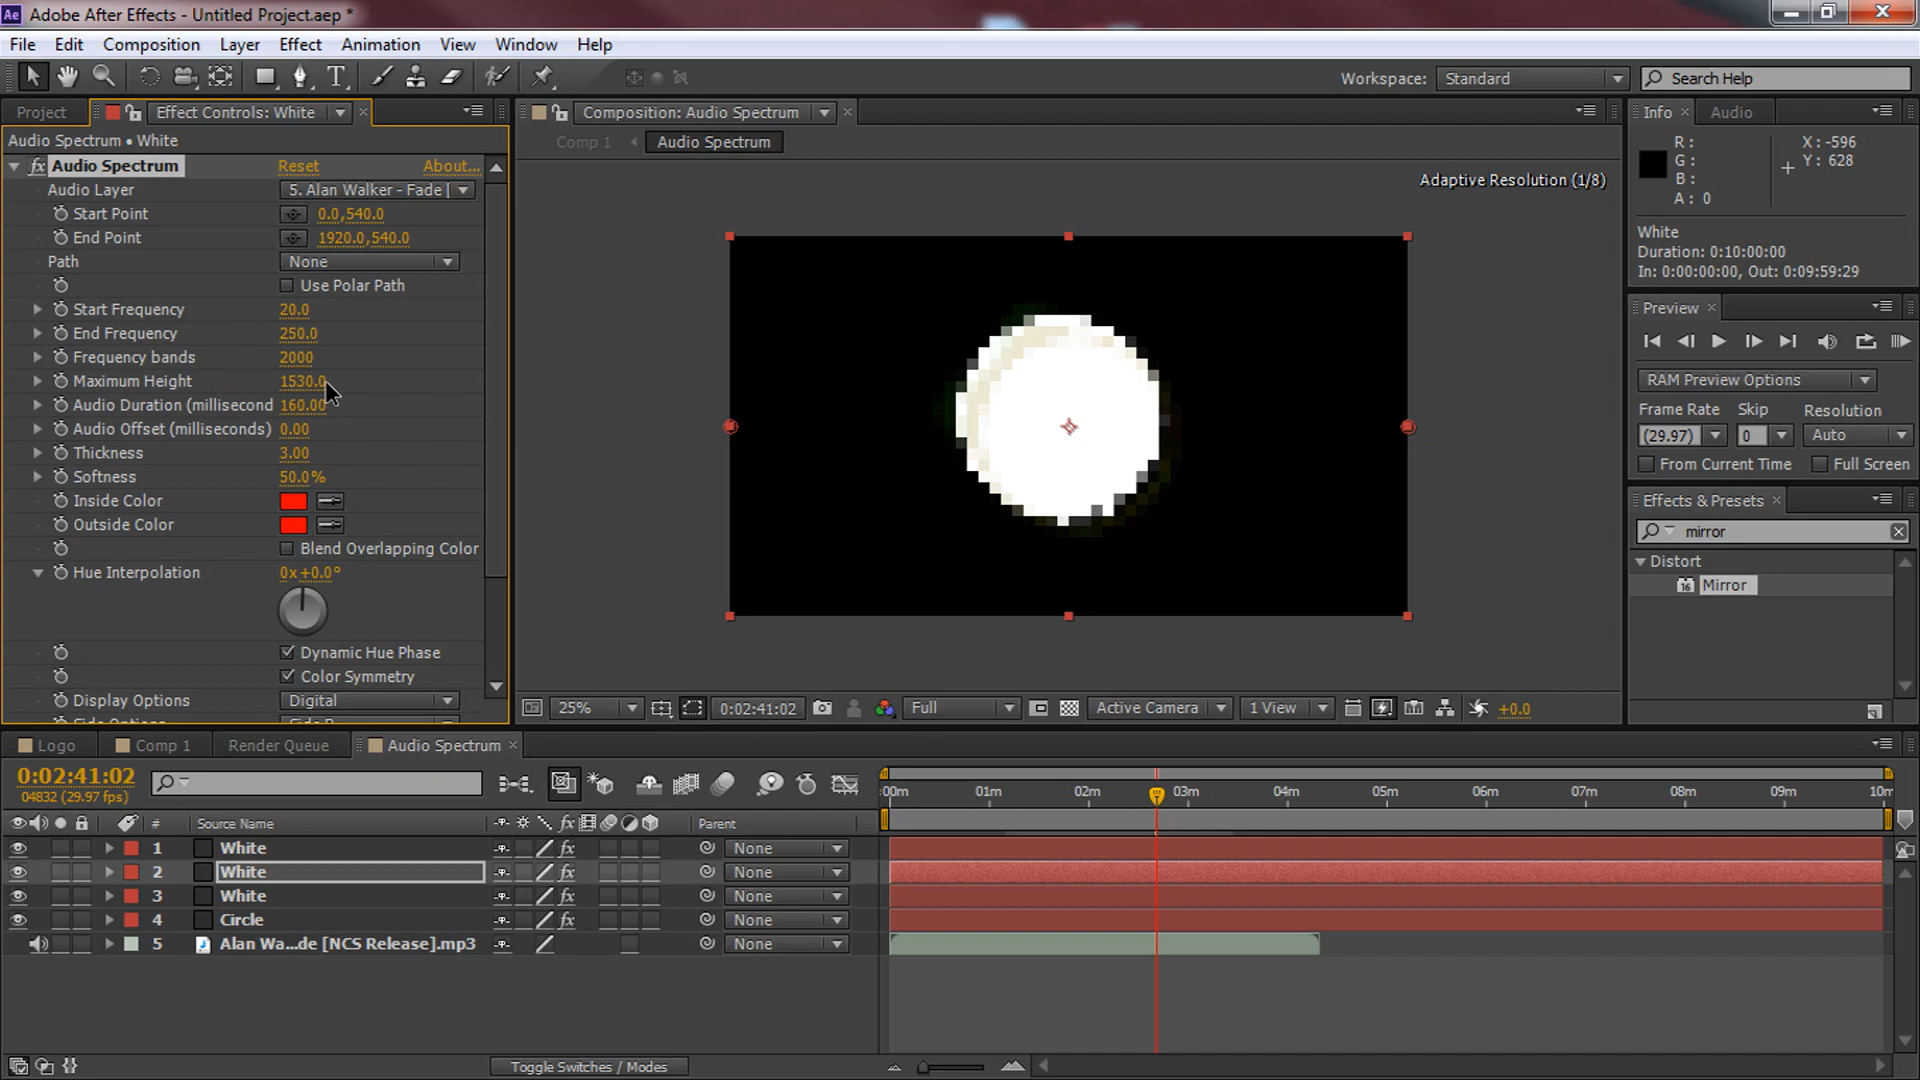 Adobe After Effects - Untitled Project.aep *
File Edit Composition Layer Effect Animation View Window Help
Workspace: Standard Search Help
Project Effect Controls: White
Audio Spectrum • White
fx Audio Spectrum Reset About...
Audio Layer 5. Alan Walker - Fade [
Start Point 0.0,540.0
End Point 1920.0,540.0
Path None
Use Polar Path
Start Frequency 20.0
End Frequency 250.0
Frequency bands 2000
Maximum Height 1530.0
Audio Duration (millisecond 160.00
Audio Offset (milliseconds) 0.00
Thickness 3.00
Softness 50.0%
Inside Color
Outside Color
Blend Overlapping Color
Hue Interpolation 0x+0.0°
Dynamic Hue Phase
Color Symmetry
Display Options Digital
Composition: Audio Spectrum
Comp 1 Audio Spectrum
Adaptive Resolution (1/8)
25% 0:02:41:02 Full Active Camera 1 View +0.0
Info Audio
R: X: -596
G: Y: 628
B:
A: 0
White
Duration: 0:10:00:00
In: 0:00:00:00, Out: 0:09:59:29
Preview
RAM Preview Options
Frame Rate Skip Resolution
(29.97) 0 Auto
From Current Time Full Screen
Effects & Presets
mirror
Distort
Mirror
Logo Comp 1 Render Queue Audio Spectrum
0:02:41:02
04832 (29.97 fps)
:00m 01m 02m 03m 04m 05m 06m 07m 08m 09m 10m
# Source Name fx Parent
1 White fx None
2 White fx None
3 White fx None
4 Circle fx None
5 Alan Wa...de [NCS Release].mp3 None
Toggle Switches / Modes